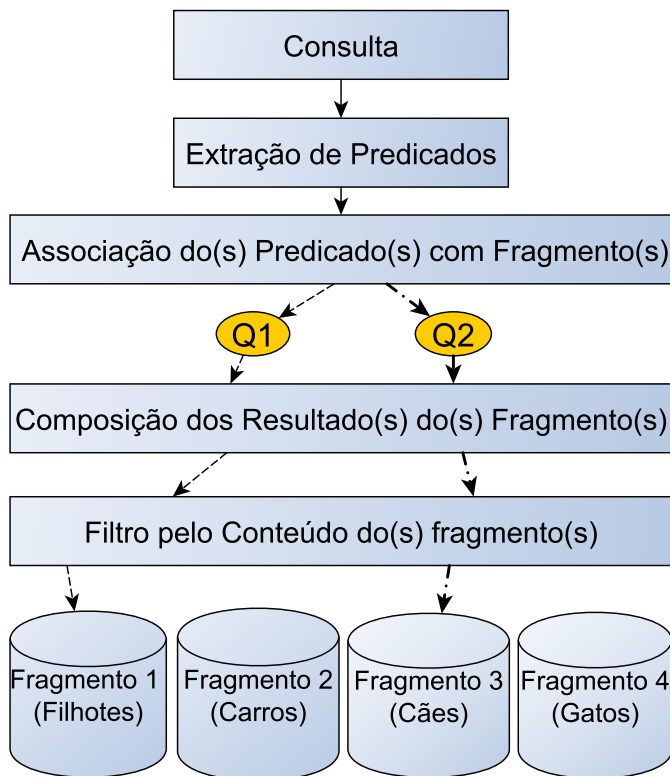 Consulta
Extração de Predicados
Associação do(s) Predicado(s) com Fragmento(s)
Q1
Q2
Composição dos Resultado(s) do(s) Fragmento(s)
Filtro pelo Conteúdo do(s) fragmento(s)
Fragmento 1
(Filhotes)
Fragmento 2
(Carros)
Fragmento 3
(Cães)
Fragmento 4
(Gatos)